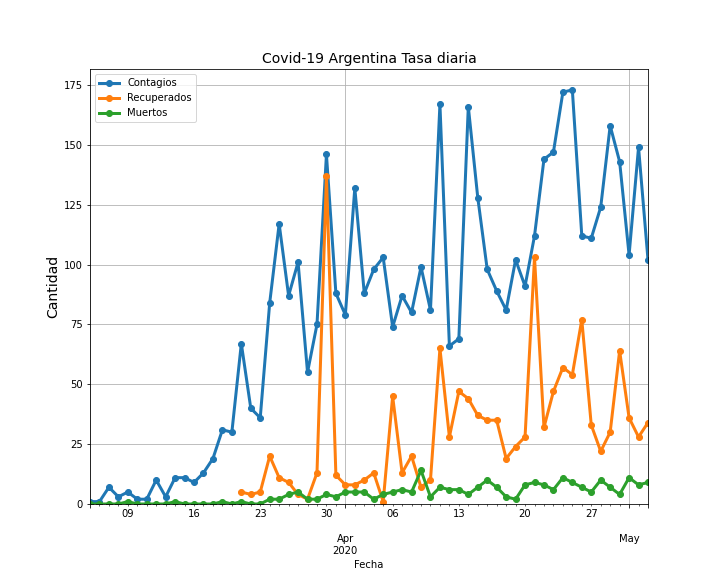 Covid-19 Argentina Tasa diaria
Contagios
Recuperados
Muertos
Cantidad
175
150
125
100
75
50
25
0
09
16
23
30
06
13
20
27
Apr
2020
May
Fecha